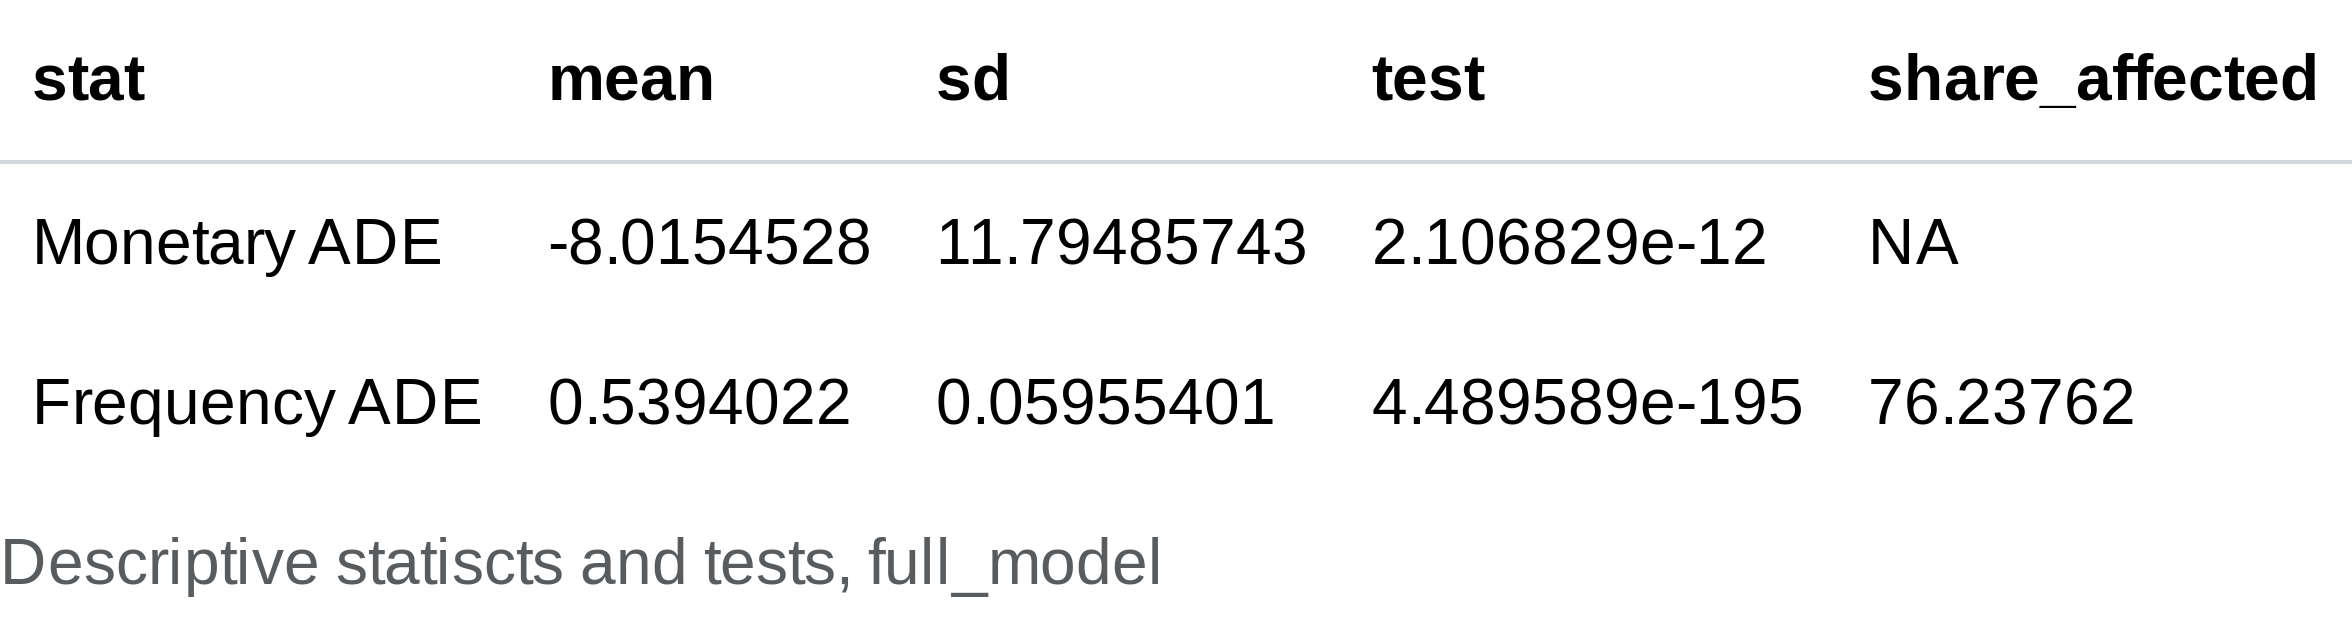 stat mean sd test share_affected
Monetary ADE -8.0154528 11.79485743 2.106829e-12 NA
Frequency ADE 0.5394022 0.05955401 4.489589e-195 76.23762
Descriptive statiscts and tests, full_model